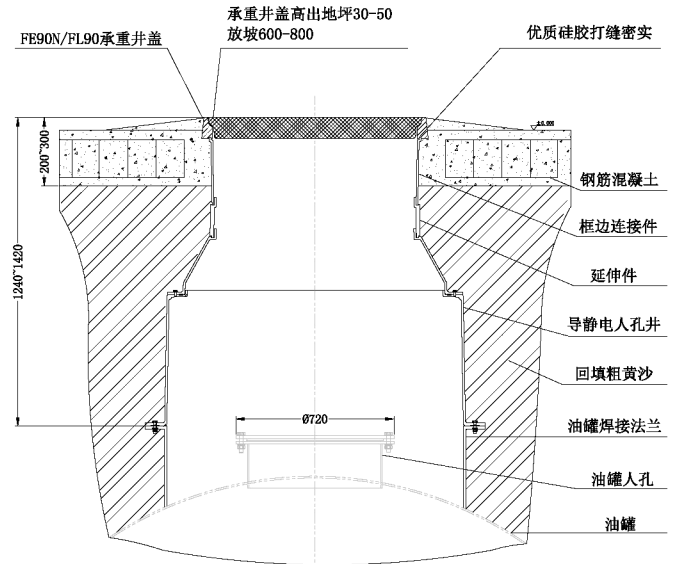 承重井盖高出地坪30-50
放坡600-800
FE90N/FL90承重井盖
优质硅胶打缝密实
±0.000
200~300
钢筋混凝土
框边连接件
延伸件
1240~1420
导静电人孔井
回填粗黄沙
Ø720
油罐焊接法兰
油罐人孔
油罐